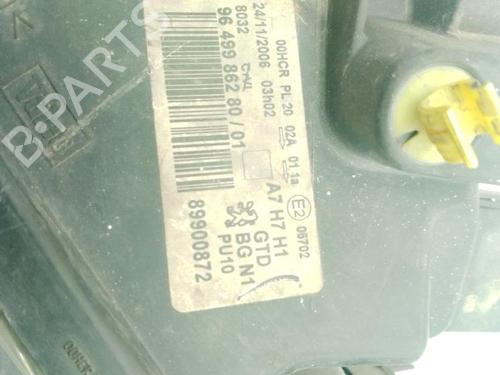 00HCR PL 20 02A 01 1a E2 05702
24/11/2006 03h02
8032
96 499 862 80 / 01
A7 H7 H1
GTD
BG N1
PU10
89900872
B-PARTS